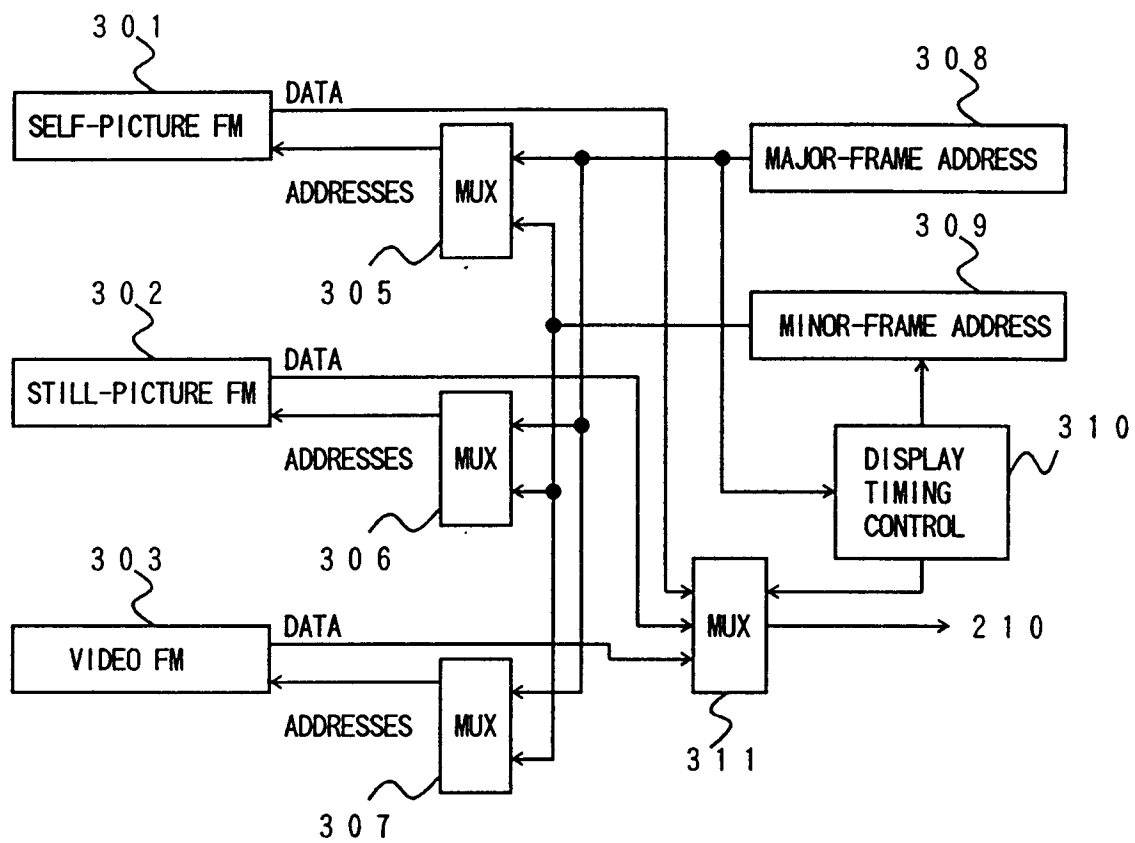 301
SELF-PICTURE FM
DATA
ADDRESSES
MUX
305
308
MAJOR-FRAME ADDRESS
309
MINOR-FRAME ADDRESS
302
STILL-PICTURE FM
DATA
ADDRESSES
MUX
306
310
DISPLAY
TIMING
CONTROL
303
VIDEO FM
DATA
ADDRESSES
MUX
307
MUX
210
311